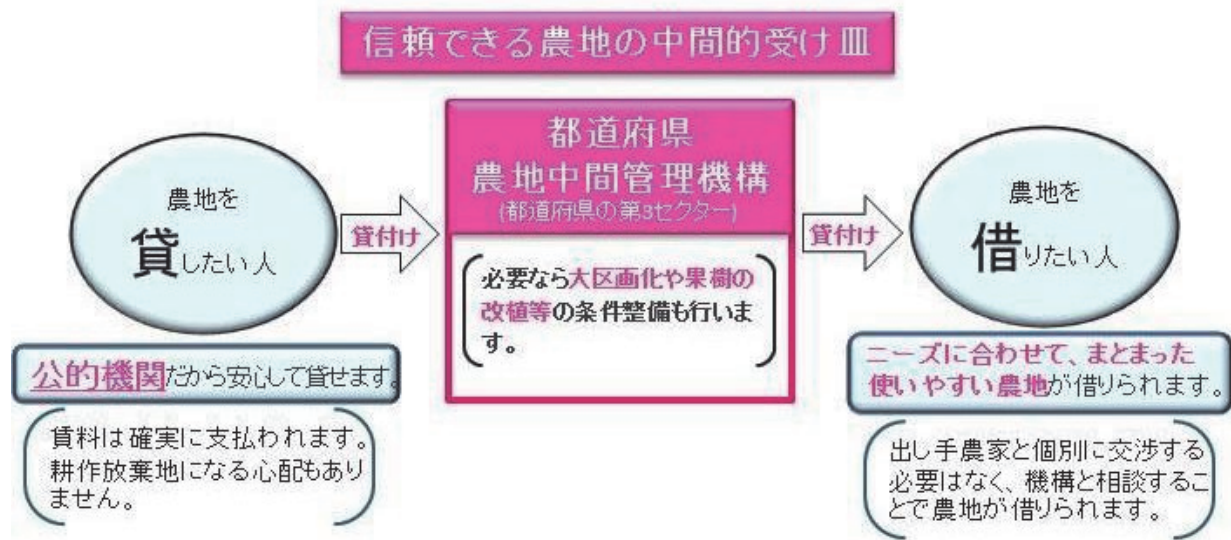 信頼できる農地の中間的受け皿
農地を
貸したい人
貸付け
都道府県
農地中間管理機構
(都道府県の第3セクター)
必要なら大区画化や果樹の
改植等の条件整備も行いま
す。
貸付け
農地を
借りたい人
公的機関だから安心して貸せます。
賃料は確実に支払われます。
耕作放棄地になる心配もあり
ません。
ニーズに合わせて、まとまった
使いやすい農地が借りられます。
出し手農家と個別に交渉する
必要はなく、機構と相談するこ
とで農地が借りられます。